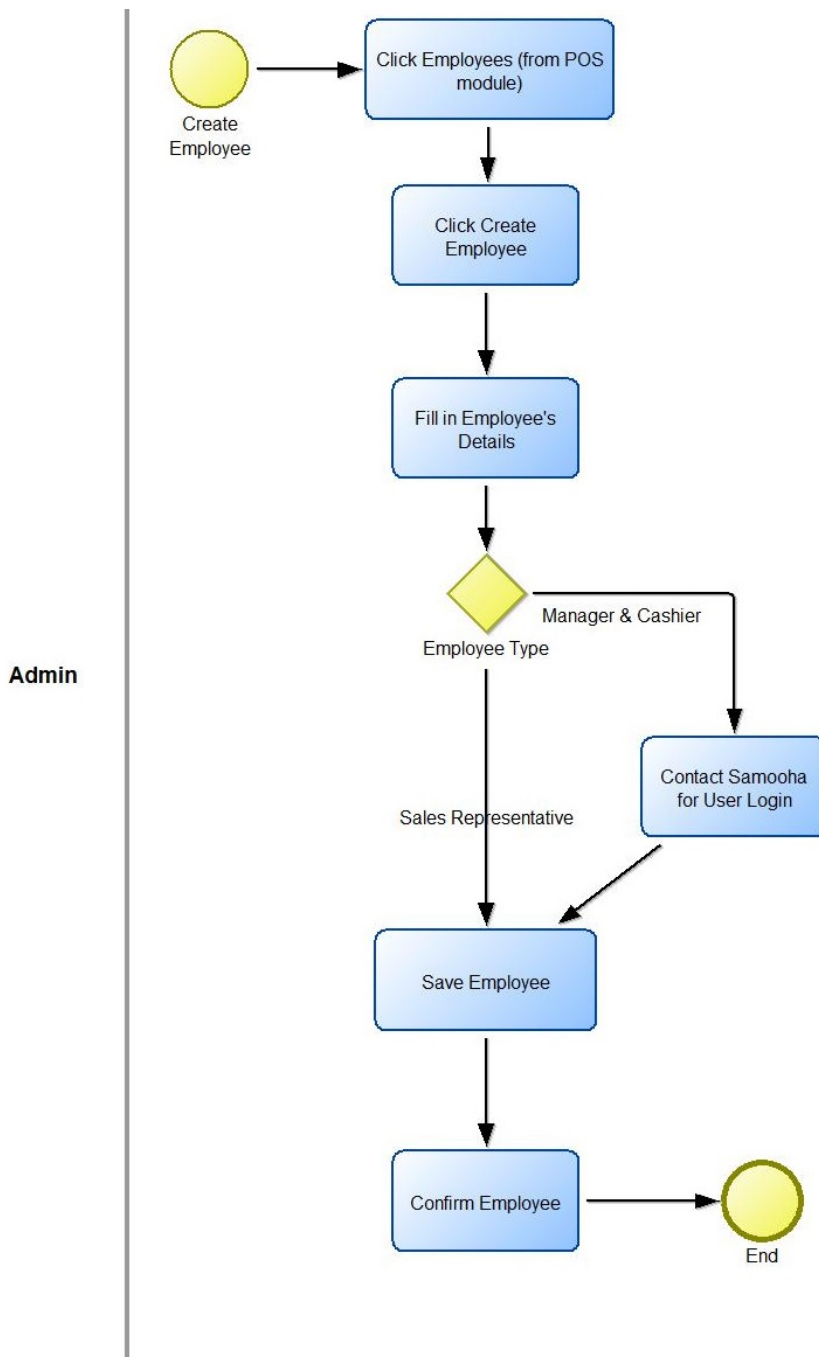 Click Employees (from POS
module)
Create
Employee
Click Create
Employee
Fill in Employee's
Details
Manager & Cashier
Employee Type
Admin
Contact Samooha
for User Login
Sales Representative
Save Employee
Confirm Employee
End